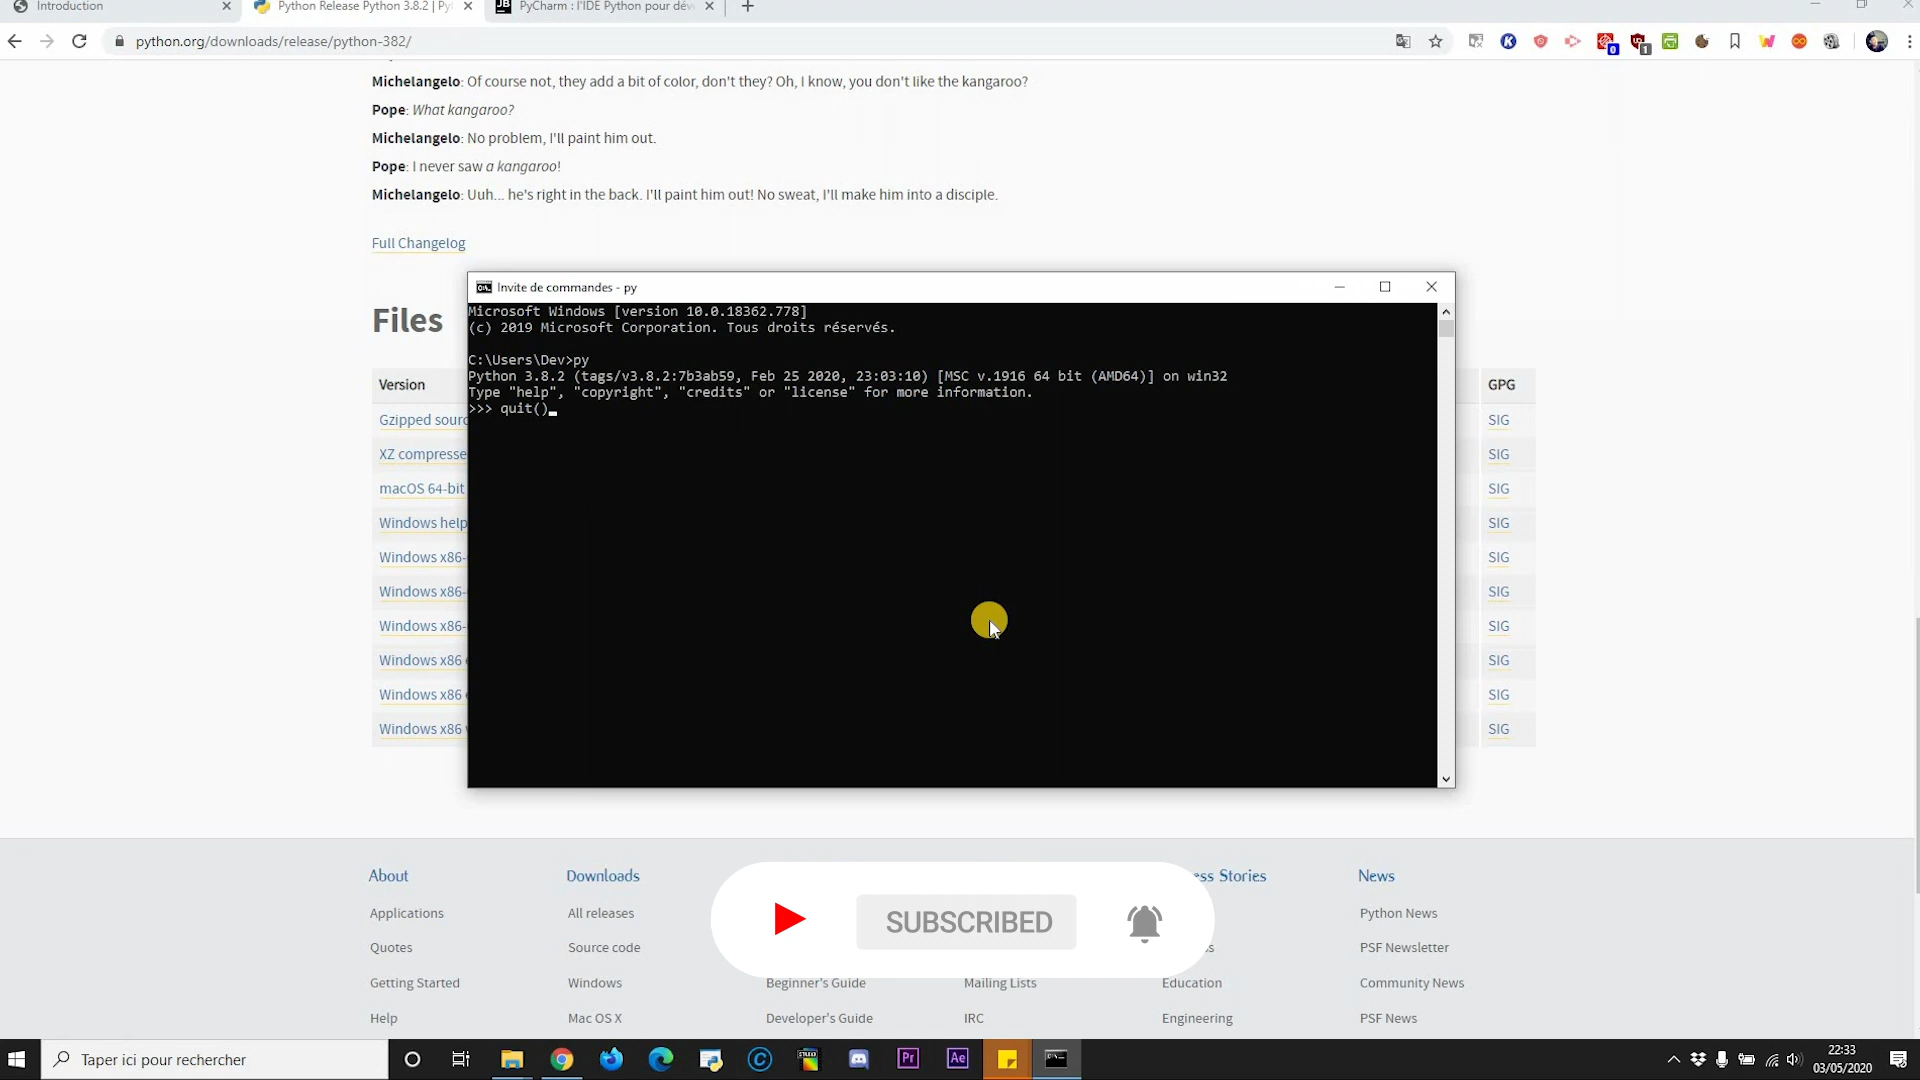 Introduction
Python Release Python 3.8.2 | Py
PyCharm : l'IDE Python pour dév
python.org/downloads/release/python-382/
0
1
Michelangelo: Of course not, they add a bit of color, don't they? Oh, I know, you don't like the kangaroo?
Pope: What kangaroo?
Michelangelo: No problem, I'll paint him out.
Pope: I never saw a kangaroo!
Michelangelo: Uuh... he's right in the back. I'll paint him out! No sweat, I'll make him into a disciple.
Full Changelog
Files
Invite de commandes - py
Microsoft Windows [version 10.0.18362.778]
(c) 2019 Microsoft Corporation. Tous droits réservés.
C:\Users\Dev>py
Python 3.8.2 (tags/v3.8.2:7b3ab59, Feb 25 2020, 23:03:10) [MSC v.1916 64 bit (AMD64)] on win32
Type "help", "copyright", "credits" or "license" for more information.
>>> quit()
Version
GPG
Gzipped sourc
SIG
XZ compresse
SIG
macOS 64-bit
SIG
Windows help
SIG
Windows x86-
SIG
Windows x86-
SIG
Windows x86-
SIG
Windows x86 e
SIG
Windows x86 e
SIG
Windows x86 w
SIG
About
Downloads
ess Stories
News
Applications
All releases
Python News
SUBSCRIBED
Quotes
Source code
s
PSF Newsletter
Getting Started
Windows
Beginner's Guide
Mailing Lists
Education
Community News
Help
Mac OS X
Developer's Guide
IRC
Engineering
PSF News
Taper ici pour rechercher
Pr
Ae
22:33
03/05/2020